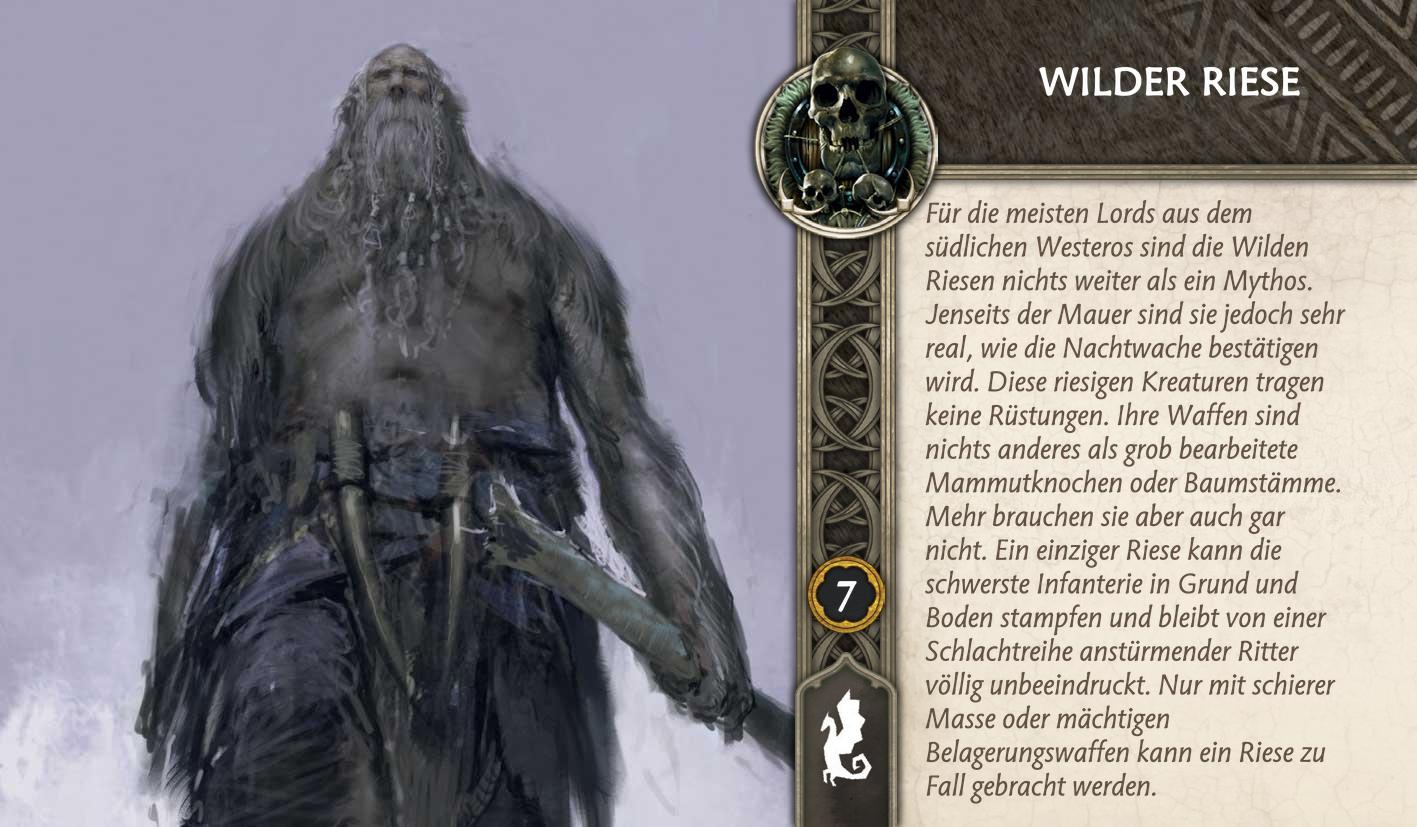 WILDER RIESE
Für die meisten Lords aus dem
südlichen Westeros sind die Wilden
Riesen nichts weiter als ein Mythos.
Jenseits der Mauer sind sie jedoch sehr
real, wie die Nachtwache bestätigen
wird. Diese riesigen Kreaturen tragen
keine Rüstungen. Ihre Waffen sind
nichts anderes als grob bearbeitete
Mammutknochen oder Baumstämme.
Mehr brauchen sie aber auch gar
nicht. Ein einziger Riese kann die
schwerste Infanterie in Grund und
Boden stampfen und bleibt von einer
Schlachtreihe anstürmender Ritter
völlig unbeeindruckt. Nur mit schierer
Masse oder mächtigen
Belagerungswaffen kann ein Riese zu
Fall gebracht werden.
7